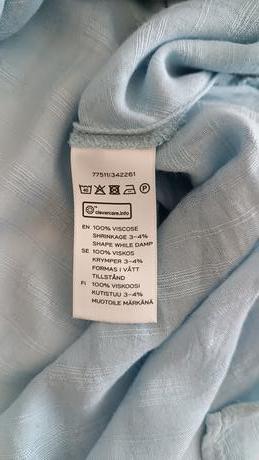 77511/342261
clevercare.info
EN 100% VISCOSE
SHRINKAGE 3-4%
SHAPE WHILE DAMP
SE 100% VISKOS
KRYMPER 3-4%
FORMAS I VÅTT
TILLSTÅND
FI 100% VISKOOSI
KUTISTUU 3-4%
MUOTOILE MÄRKÄNÄ